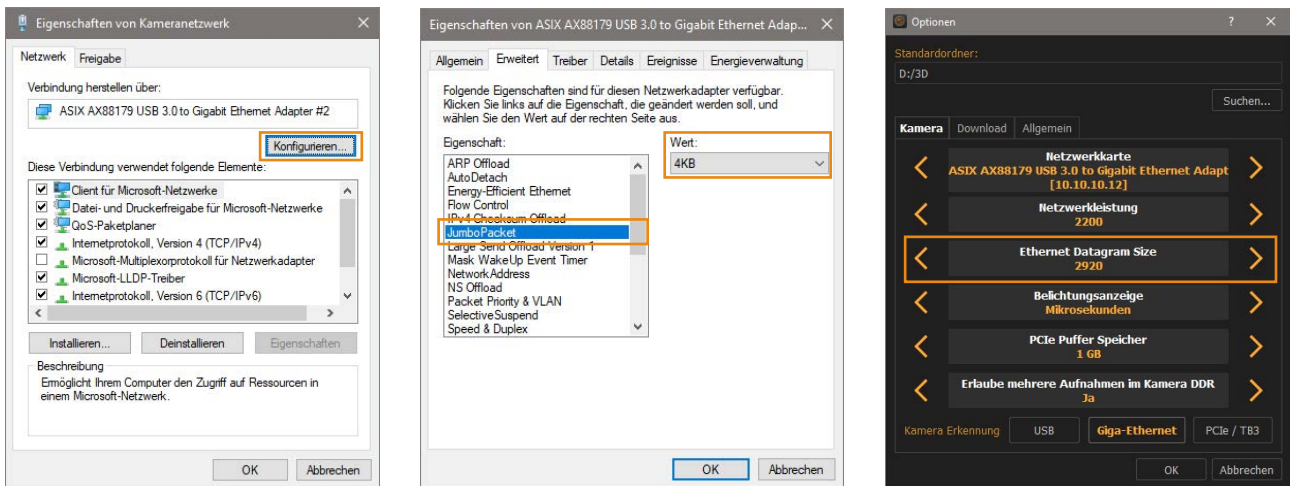 Eigenschaften von Kameranetzwerk
Netzwerk Freigabe
Verbindung herstellen über:
ASIX AX88179 USB 3.0 to Gigabit Ethernet Adapter #2
Konfigurieren...
Diese Verbindung verwendet folgende Elemente:
Client für Microsoft-Netzwerke
Datei- und Druckerfreigabe für Microsoft-Netzwerke
QoS-Paketplaner
Internetprotokoll, Version 4 (TCP/IPv4)
Microsoft-Multiplexorprotokoll für Netzwerkadapter
Microsoft-LLDP-Treiber
Internetprotokoll, Version 6 (TCP/IPv6)
Installieren... Deinstallieren Eigenschaften
Beschreibung
Ermöglicht Ihrem Computer den Zugriff auf Ressourcen in
einem Microsoft-Netzwerk.
OK Abbrechen
Eigenschaften von ASIX AX88179 USB 3.0 to Gigabit Ethernet Adap...
Allgemein Erweitert Treiber Details Ereignisse Energieverwaltung
Folgende Eigenschaften sind für diesen Netzwerkadapter verfügbar.
Klicken Sie links auf die Eigenschaft, die geändert werden soll, und
wählen Sie den Wert auf der rechten Seite aus.
Eigenschaft: Wert:
4KB
ARP Offload
AutoDetach
Energy-Efficient Ethernet
Flow Control
IPv4 Checksum Offload
JumboPacket
Large Send Offload Version 1
Mask WakeUp Event Timer
NetworkAddress
NS Offload
Packet Priority & VLAN
SelectiveSuspend
Speed & Duplex
OK Abbrechen
Optionen
Standardordner:
D:/3D
Suchen...
Kamera Download Allgemein
Netzwerkkarte
ASIX AX88179 USB 3.0 to Gigabit Ethernet Adapt
[10.10.10.12]
Netzwerkleistung
2200
Ethernet Datagram Size
2920
Belichtungsanzeige
Mikrosekunden
PCIe Puffer Speicher
1 GB
Erlaube mehrere Aufnahmen im Kamera DDR
Ja
Kamera Erkennung USB Giga-Ethernet PCIe / TB3
OK Abbrechen